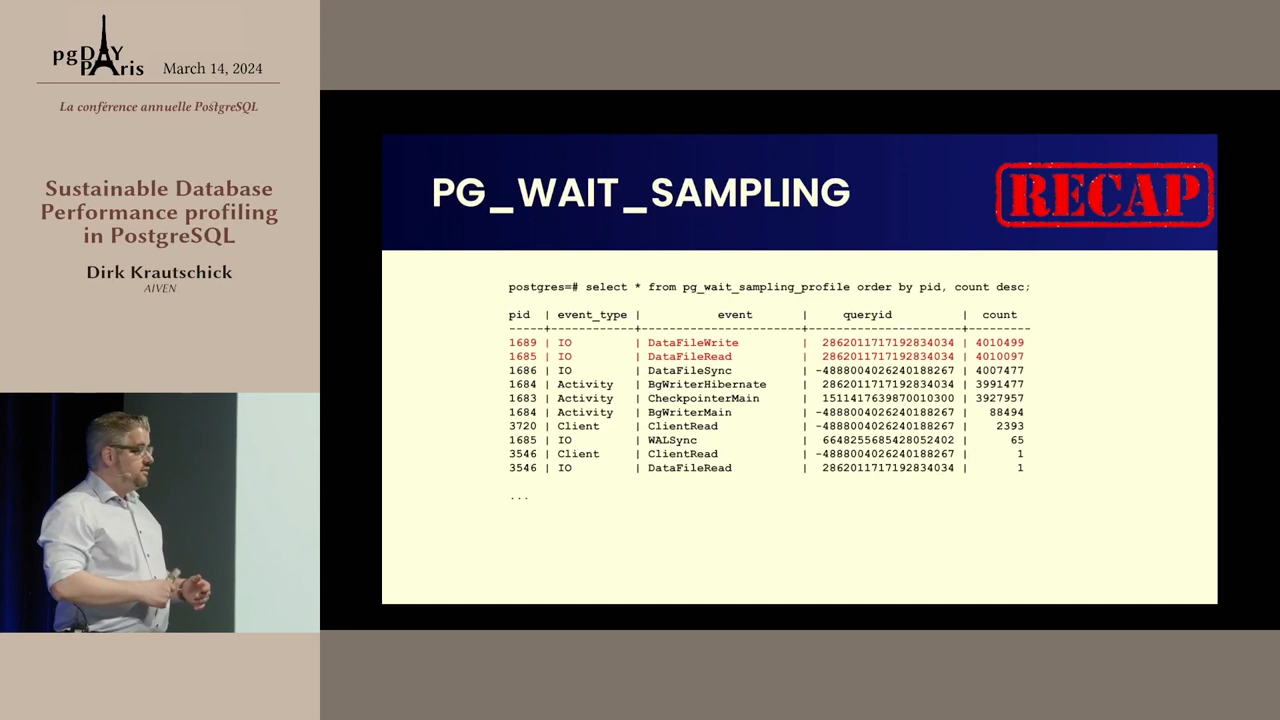 pgDAY
PAris
March 14, 2024
La conférence annuelle PostgreSQL
Sustainable Database
Performance profiling
in PostgreSQL
Dirk Krautschick
AIVEN
PG_WAIT_SAMPLING
RECAP
postgres=# select * from pg_wait_sampling_profile order by pid, count desc;
pid | event_type | event | queryid | count
-----+------------+-----------------------+----------------------+---------
1689 | IO | DataFileWrite | 2862011717192834034 | 4010499
1685 | IO | DataFileRead | 2862011717192834034 | 4010097
1686 | IO | DataFileSync | -4888004026240188267 | 4007477
1684 | Activity | BgWriterHibernate | 2862011717192834034 | 3991477
1683 | Activity | CheckpointerMain | 1511417639870010300 | 3927957
1684 | Activity | BgWriterMain | -4888004026240188267 | 88494
3720 | Client | ClientRead | -4888004026240188267 | 2393
1685 | IO | WALSync | 6648255685428052402 | 65
3546 | Client | ClientRead | -4888004026240188267 | 1
3546 | IO | DataFileRead | 2862011717192834034 | 1
...